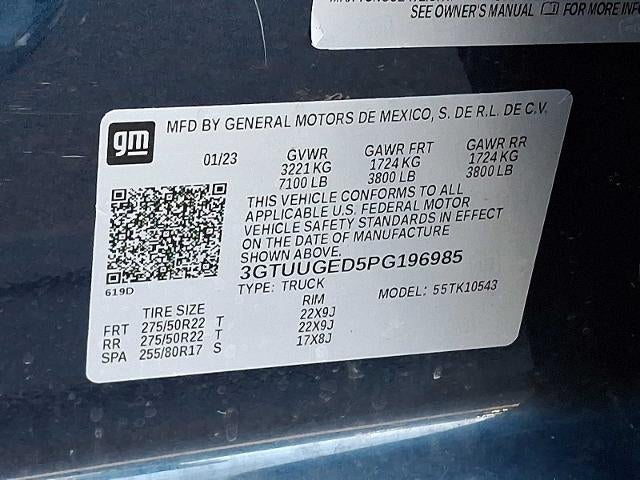 SEE OWNER'S MANUAL FOR MORE INFO
gm
MFD BY GENERAL MOTORS DE MEXICO, S. DE R.L. DE C.V.
01/23 GVWR GAWR FRT GAWR RR
3221 KG 1724 KG 1724 KG
7100 LB 3800 LB 3800 LB
THIS VEHICLE CONFORMS TO ALL
APPLICABLE U.S. FEDERAL MOTOR
VEHICLE SAFETY STANDARDS IN EFFECT
ON THE DATE OF MANUFACTURE
SHOWN ABOVE.
3GTUUGED5PG196985
619D
TYPE: TRUCK MODEL: 55TK10543
TIRE SIZE RIM
FRT 275/50R22 T 22X9J
RR 275/50R22 T 22X9J
SPA 255/80R17 S 17X8J